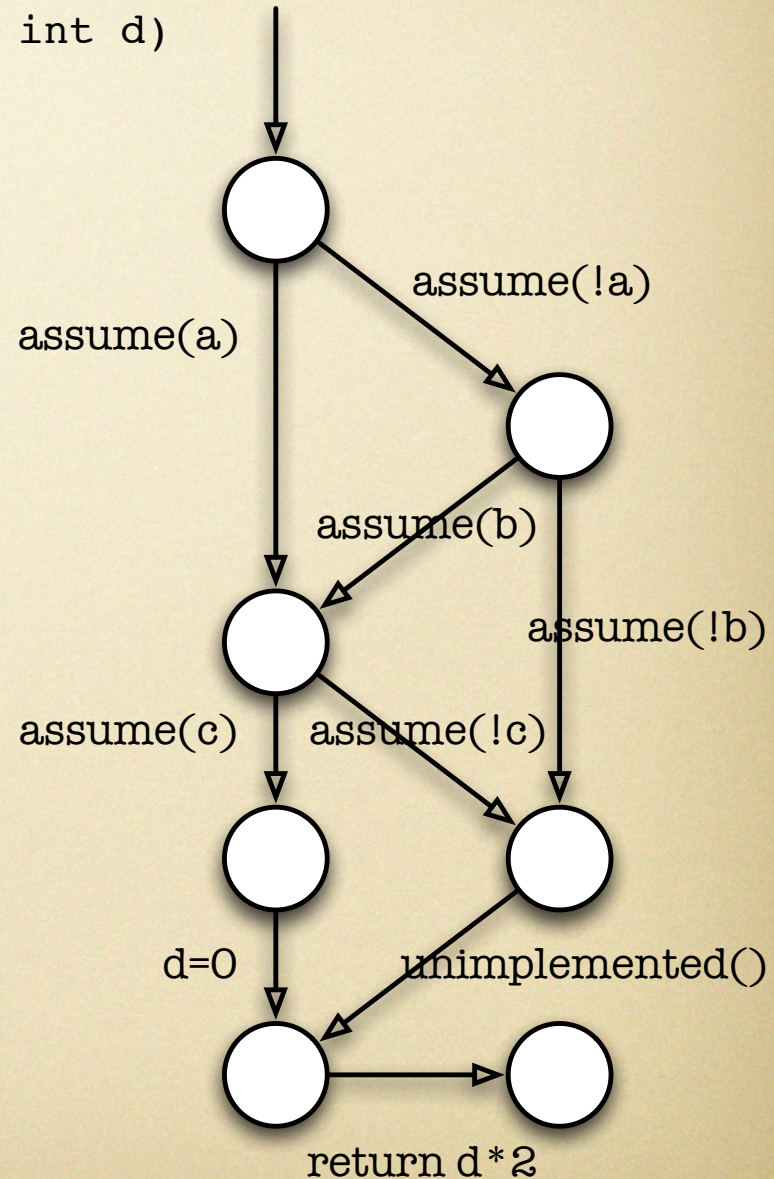 int d)
assume(!a)
assume(a)
assume(b)
assume(!b)
assume(c)
assume(!c)
d=0
unimplemented()
return d*2